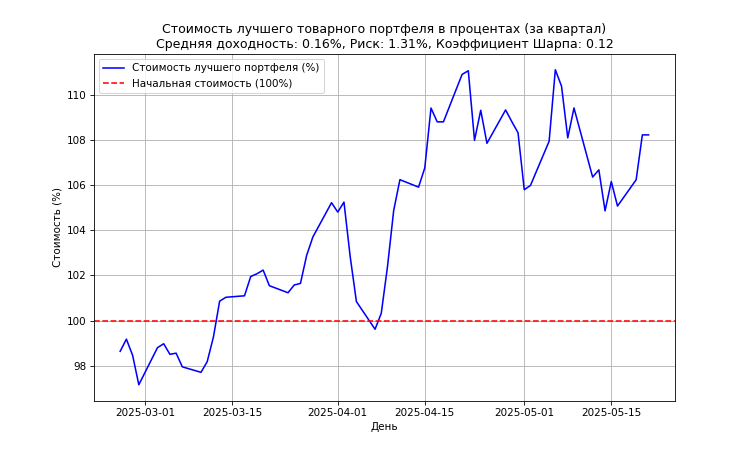 Стоимость лучшего товарного портфеля в процентах (за квартал)
Средняя доходность: 0.16%, Риск: 1.31%, Коэффициент Шарпа: 0.12
Стоимость лучшего портфеля (%)
Начальная стоимость (100%)
Стоимость (%)
110
108
106
104
102
100
98
2025-03-01
2025-03-15
2025-04-01
2025-04-15
2025-05-01
2025-05-15
День